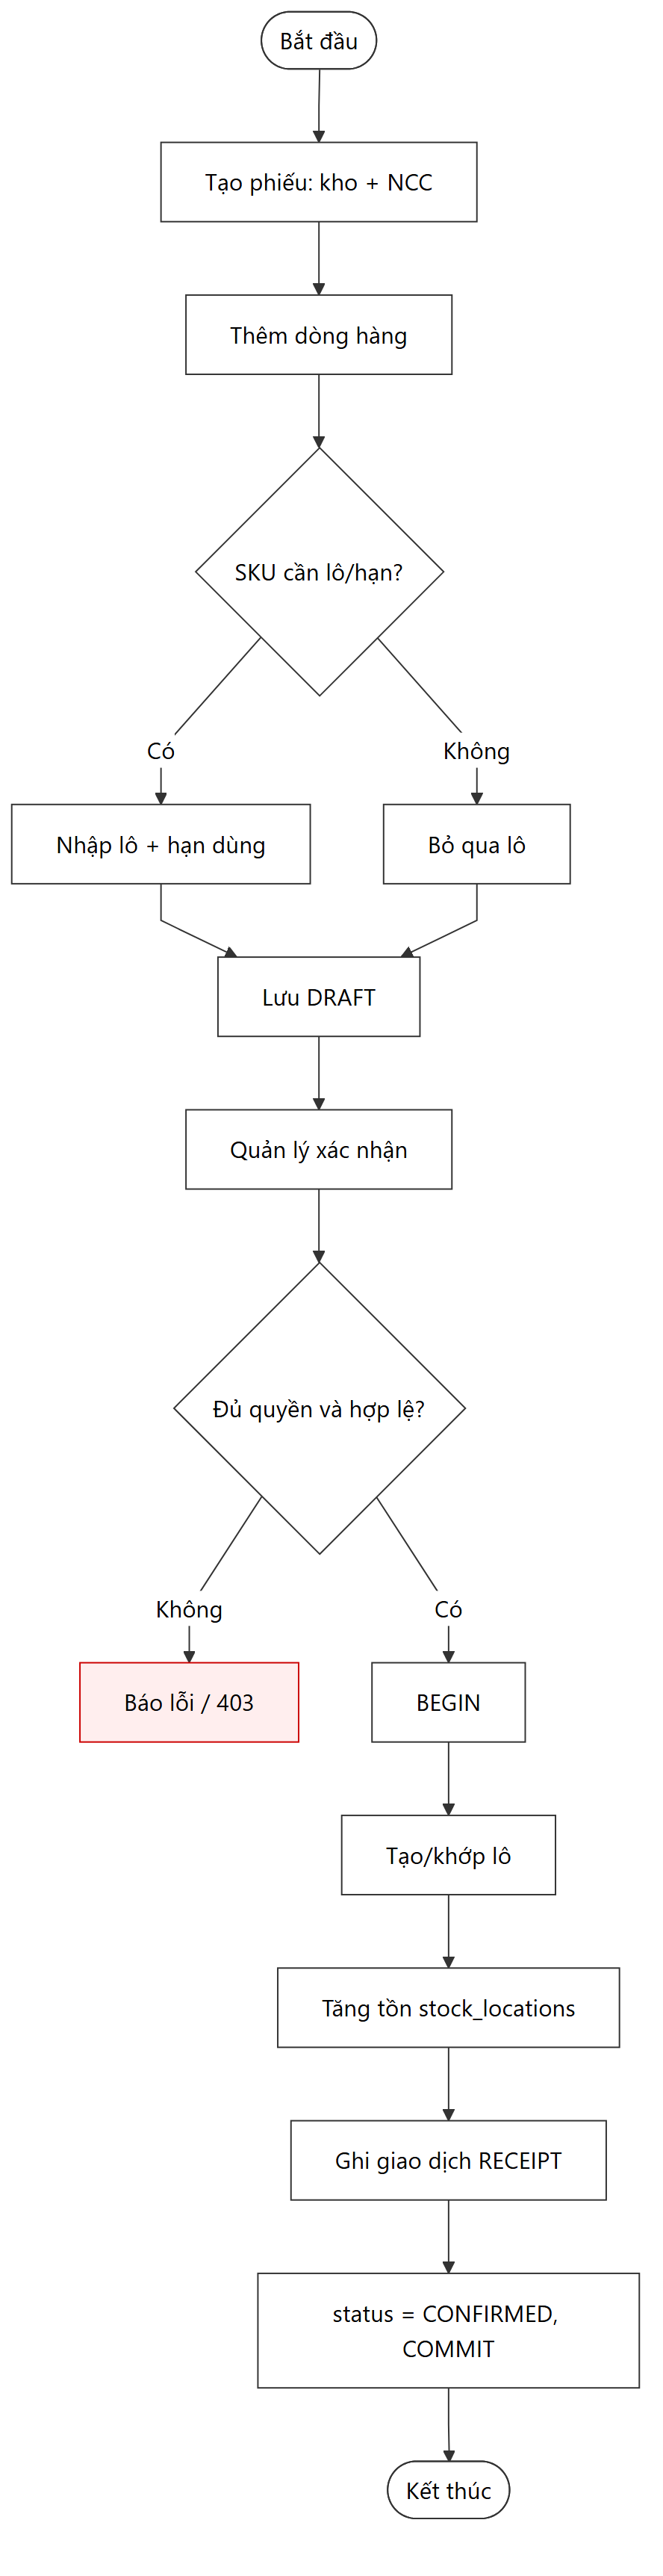 Bắt đầu
Tạo phiếu: kho + NCC
Thêm dòng hàng
SKU cần lô/hạn?
Có
Không
Nhập lô + hạn dùng
Bỏ qua lô
Lưu DRAFT
Quản lý xác nhận
Đủ quyền và hợp lệ?
Không
Có
Báo lỗi / 403
BEGIN
Tạo/khớp lô
Tăng tồn stock_locations
Ghi giao dịch RECEIPT
status = CONFIRMED,
COMMIT
Kết thúc